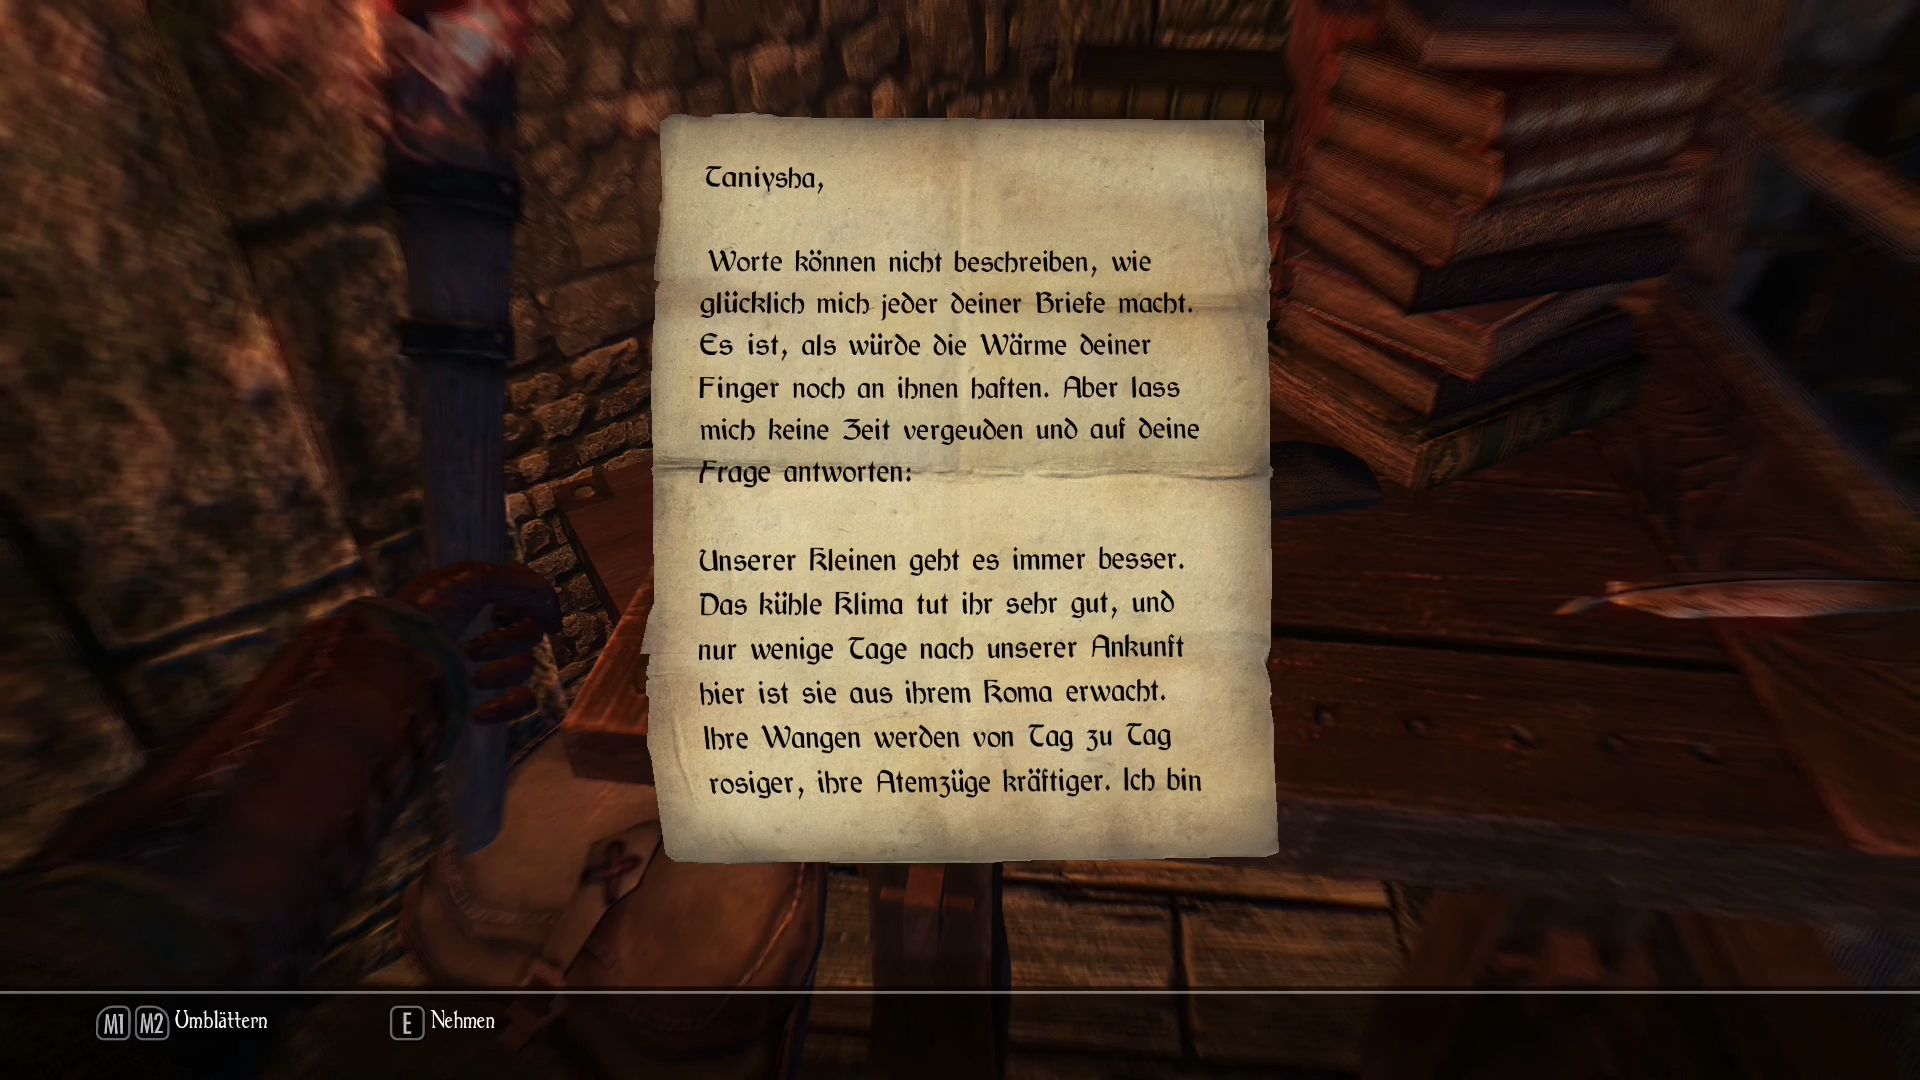 Taniysha,
Worte können nicht beschreiben, wie
glücklich mich jeder deiner Briefe macht.
Es ist, als würde die Wärme deiner
Finger noch an ihnen haften. Aber lass
mich keine Zeit vergeuden und auf deine
Frage antworten:
Unserer Kleinen geht es immer besser.
Das kühle Klima tut ihr sehr gut, und
nur wenige Tage nach unserer Ankunft
hier ist sie aus ihrem Koma erwacht.
Ihre Wangen werden von Tag zu Tag
rosiger, ihre Atemzüge kräftiger. Ich bin
M1 M2 Umblättern
E Nehmen